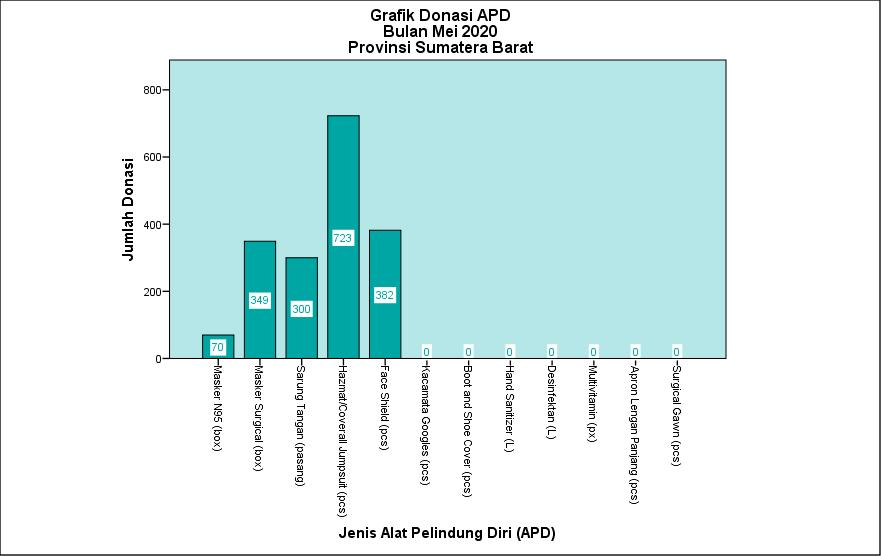 Grafik Donasi APD
Bulan Mei 2020
Provinsi Sumatera Barat
Jumlah Donasi
800
600
400
200
0
70
349
300
723
382
0
0
0
0
0
0
0
Masker N95 (box)
Masker Surgical (box)
Sarung Tangan (pasang)
Hazmat/Coverall Jumpsuit (pcs)
Face Shield (pcs)
Kacamata Googles (pcs)
Boot and Shoe Cover (pcs)
Hand Sanitizer (L)
Desinfektan (L)
Multivitamin (px)
Apron Lengan Panjang (pcs)
Surgical Gawn (pcs)
Jenis Alat Pelindung Diri (APD)